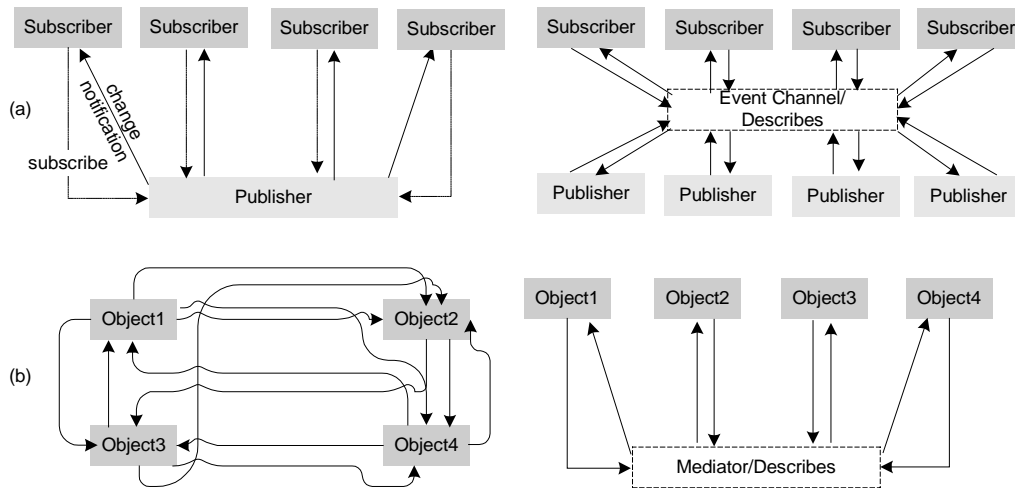 Subscriber Subscriber Subscriber Subscriber
change
notification
subscribe
Publisher
(a)
Subscriber Subscriber Subscriber Subscriber
Event Channel/
Describes
Publisher Publisher Publisher Publisher
(b)
Object1 Object2
Object3 Object4
Object1 Object2 Object3 Object4
Mediator/Describes